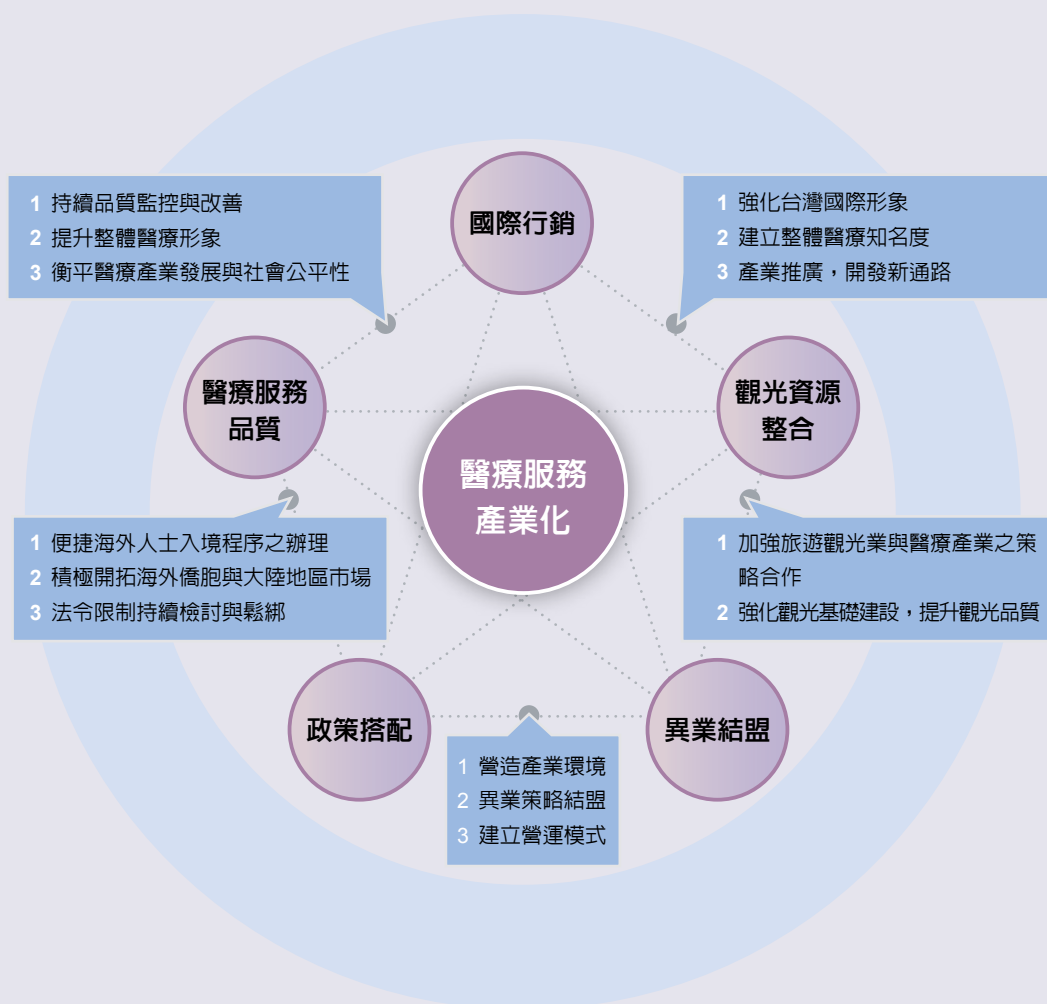 國際行銷
1 持續品質監控與改善
2 提升整體醫療形象
3 衡平醫療產業發展與社會公平性
1 強化台灣國際形象
2 建立整體醫療知名度
3 產業推廣，開發新通路
醫療服務
品質
觀光資源
整合
醫療服務
產業化
1 便捷海外人士入境程序之辦理
2 積極開拓海外僑胞與大陸地區市場
3 法令限制持續檢討與鬆綁
1 加強旅遊觀光業與醫療產業之策
略合作
2 強化觀光基礎建設，提升觀光品質
政策搭配
異業結盟
1 營造產業環境
2 異業策略結盟
3 建立營運模式